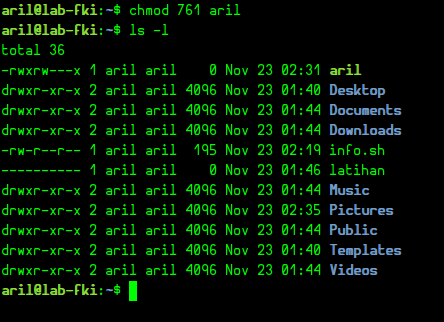 aril@lab-fki:~$ chmod 761 aril
aril@lab-fki:~$ ls -l
total 36
-rwxrw---x 1 aril aril    0 Nov 23 02:31 aril
drwxr-xr-x 2 aril aril 4096 Nov 23 01:40 Desktop
drwxr-xr-x 2 aril aril 4096 Nov 23 01:44 Documents
drwxr-xr-x 2 aril aril 4096 Nov 23 01:44 Downloads
-rw-r--r-- 1 aril aril  195 Nov 23 02:19 info.sh
---------- 1 aril aril    0 Nov 23 01:46 latihan
drwxr-xr-x 2 aril aril 4096 Nov 23 01:44 Music
drwxr-xr-x 2 aril aril 4096 Nov 23 02:35 Pictures
drwxr-xr-x 2 aril aril 4096 Nov 23 01:44 Public
drwxr-xr-x 2 aril aril 4096 Nov 23 01:40 Templates
drwxr-xr-x 2 aril aril 4096 Nov 23 01:44 Videos
aril@lab-fki:~$